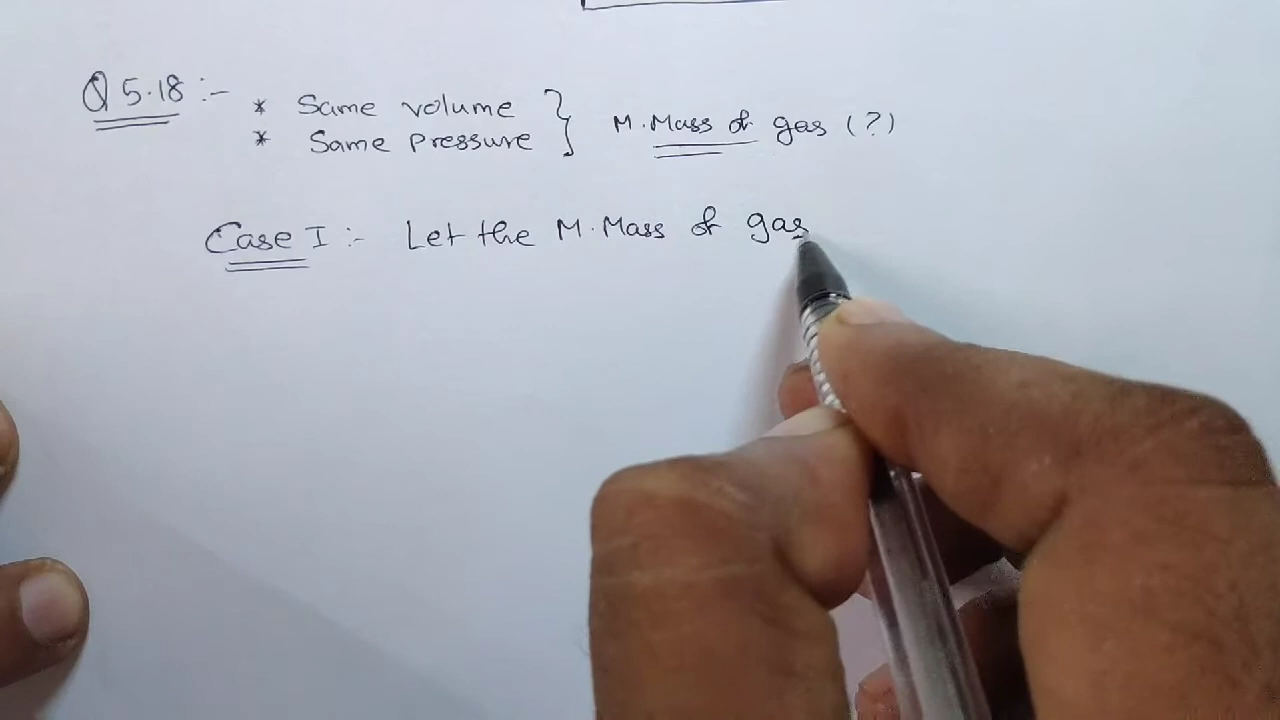 Q 5.18 :-
* Same volume
* Same pressure } M.Mass of gas (?)
Case I :- Let the M.Mass of gas